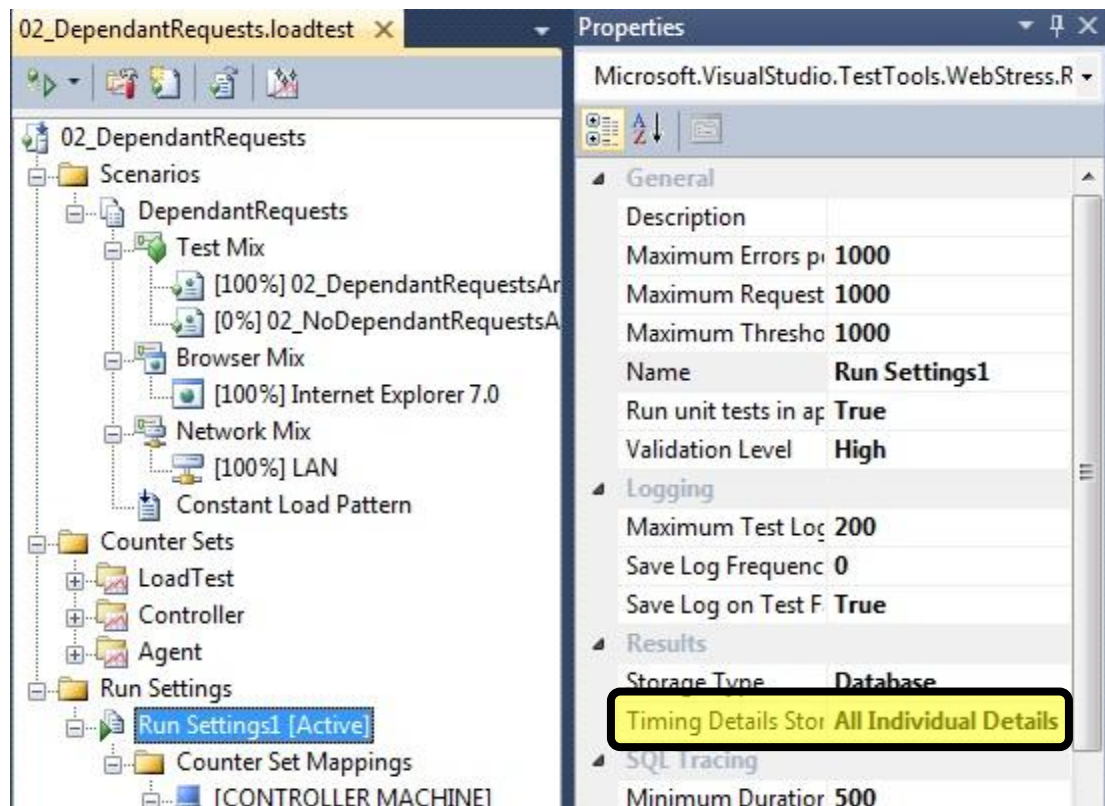 02_DependantRequests.loadtest
02_DependantRequests
Scenarios
DependantRequests
Test Mix
[100%] 02_DependantRequestsAr
[0%] 02_NoDependantRequestsA
Browser Mix
[100%] Internet Explorer 7.0
Network Mix
[100%] LAN
Constant Load Pattern
Counter Sets
LoadTest
Controller
Agent
Run Settings
Run Settings1 [Active]
Counter Set Mappings
[CONTROLLER MACHINE]
Properties
Microsoft.VisualStudio.TestTools.WebStress.R
General
Description
Maximum Errors pe 1000
Maximum Request 1000
Maximum Thresho 1000
Name Run Settings1
Run unit tests in ap True
Validation Level High
Logging
Maximum Test Log 200
Save Log Frequenc 0
Save Log on Test F True
Results
Storage Type Database
Timing Details Stor All Individual Details
SQL Tracing
Minimum Duration 500